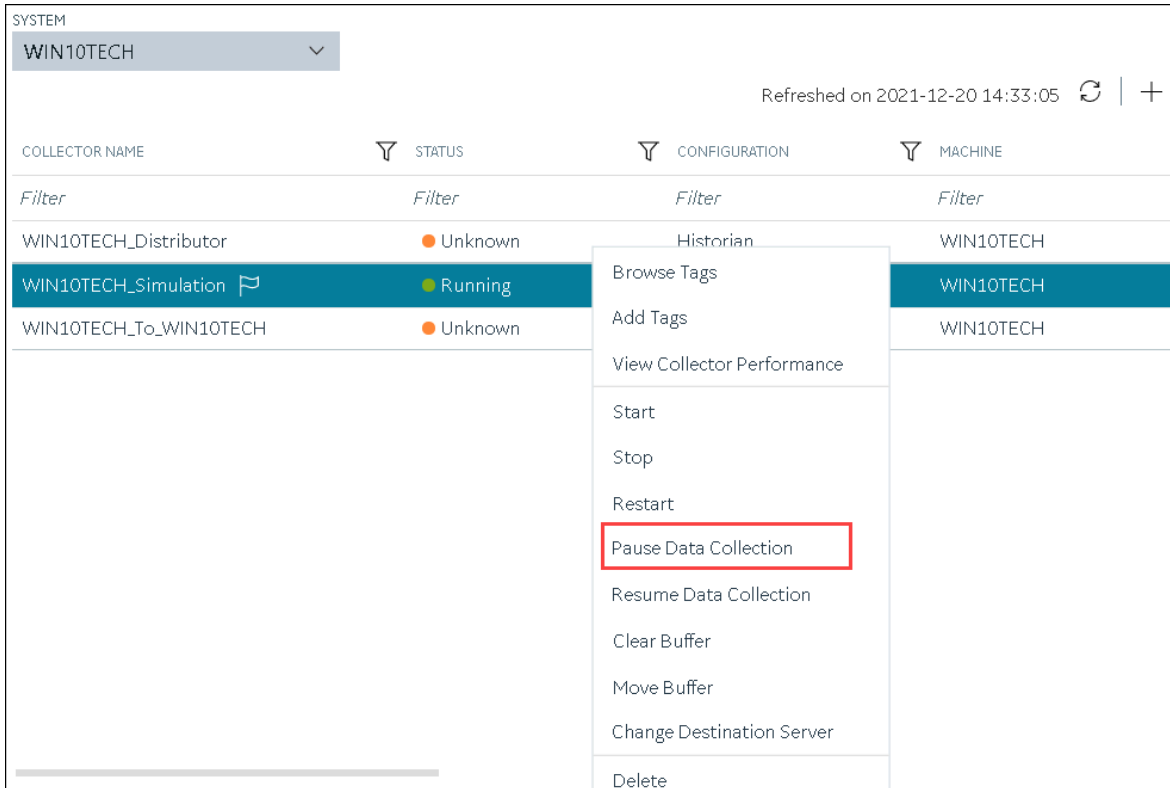 SYSTEM
WIN10TECH
Refreshed on 2021-12-20 14:33:05
COLLECTOR NAME STATUS CONFIGURATION MACHINE
Filter Filter Filter Filter
WIN10TECH_Distributor Unknown Historian WIN10TECH
WIN10TECH_Simulation Running WIN10TECH
WIN10TECH_To_WIN10TECH Unknown WIN10TECH
Browse Tags
Add Tags
View Collector Performance
Start
Stop
Restart
Pause Data Collection
Resume Data Collection
Clear Buffer
Move Buffer
Change Destination Server
Delete